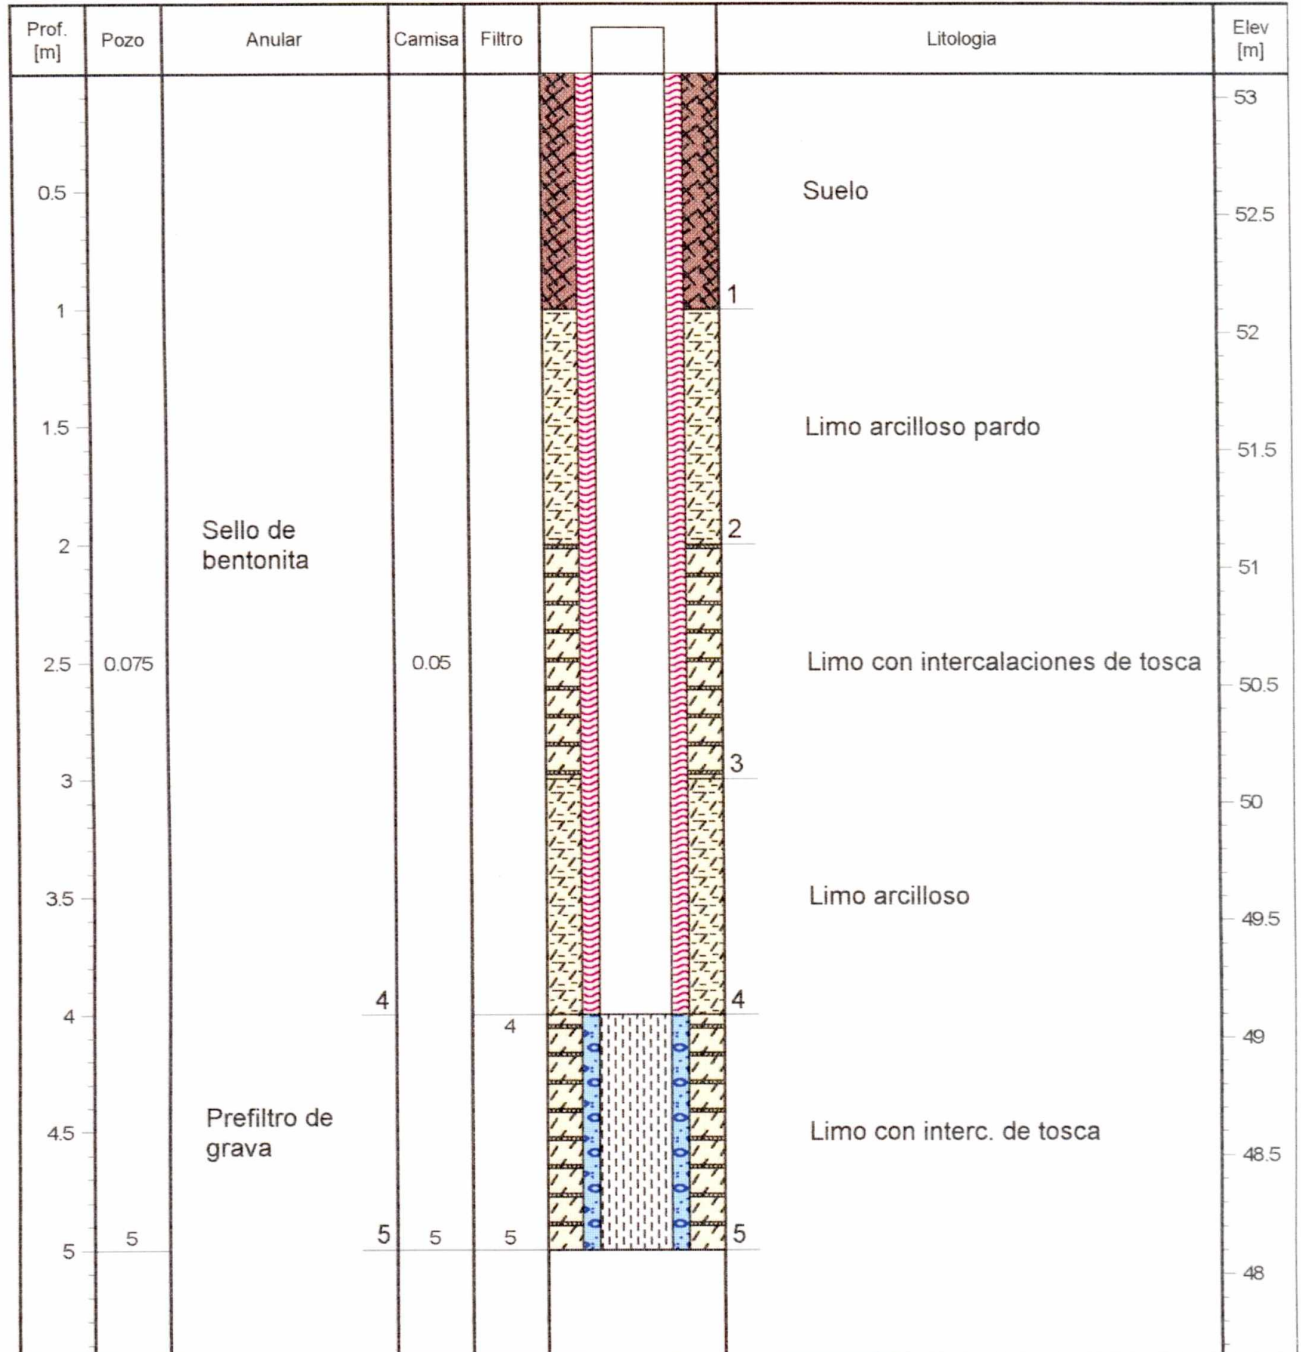 Prof.
[m]
Pozo
Anular
Camisa
Filtro
Litologia
Elev
[m]
53
0.5
Suelo
52.5
1
1
52
1.5
Limo arcilloso pardo
51.5
2
Sello de
bentonita
2
51
2.5
0.075
0.05
Limo con intercalaciones de tosca
50.5
3
3
50
3.5
Limo arcilloso
49.5
4
4
4
4
49
4.5
Prefiltro de
grava
Limo con interc. de tosca
48.5
5
5
5
5
5
5
48